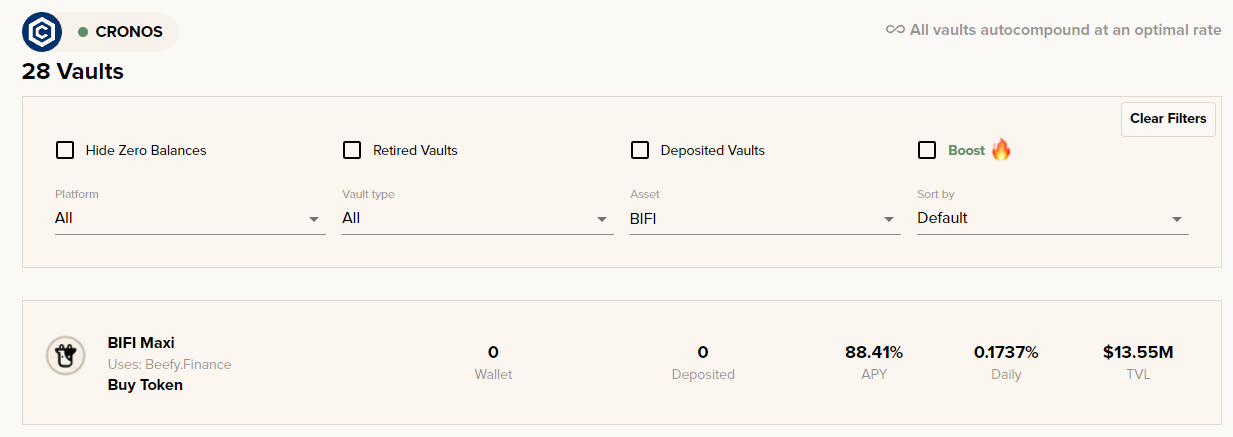 CRONOS
All vaults autocompound at an optimal rate
28 Vaults
Clear Filters
Hide Zero Balances
Retired Vaults
Deposited Vaults
Boost 🔥
Platform
Vault type
Asset
Sort by
All
All
BIFI
Default
BIFI Maxi
Uses: Beefy.Finance
Buy Token
0
Wallet
0
Deposited
88.41%
APY
0.1737%
Daily
$13.55M
TVL